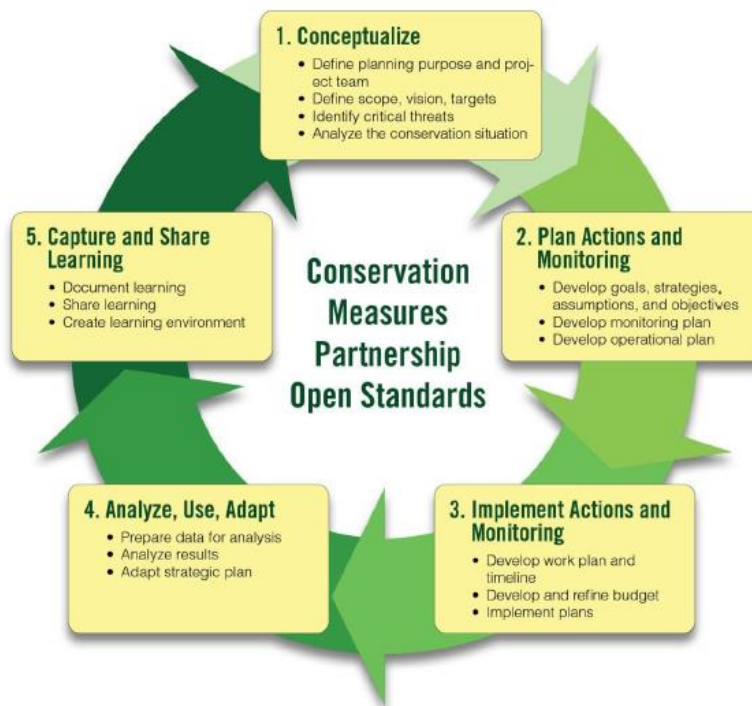 1. Conceptualize
• Define planning purpose and proj-
ect team
• Define scope, vision, targets
• Identify critical threats
• Analyze the conservation situation
2. Plan Actions and
Monitoring
• Develop goals, strategies,
assumptions, and objectives
• Develop monitoring plan
• Develop operational plan
3. Implement Actions and
Monitoring
• Develop work plan and
timeline
• Develop and refine budget
• Implement plans
4. Analyze, Use, Adapt
• Prepare data for analysis
• Analyze results
• Adapt strategic plan
5. Capture and Share
Learning
• Document learning
• Share learning
• Create learning environment
Conservation
Measures
Partnership
Open Standards